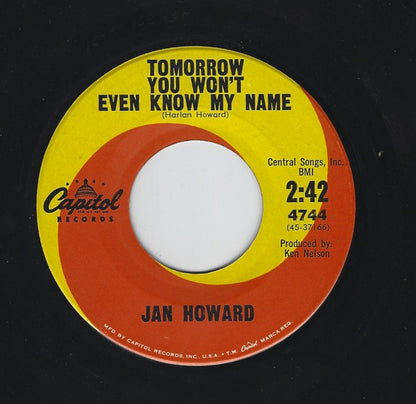 TOMORROW
YOU WON'T
EVEN KNOW MY NAME
(Harlan Howard)
Central Songs, Inc.
BMI
2:42
4744
(45-37166)
Produced by:
Ken Nelson
Capitol
RECORDS
JAN HOWARD
MFD. BY CAPITOL RECORDS, INC., U.S.A. • T.M. Capitol MARCA REG.